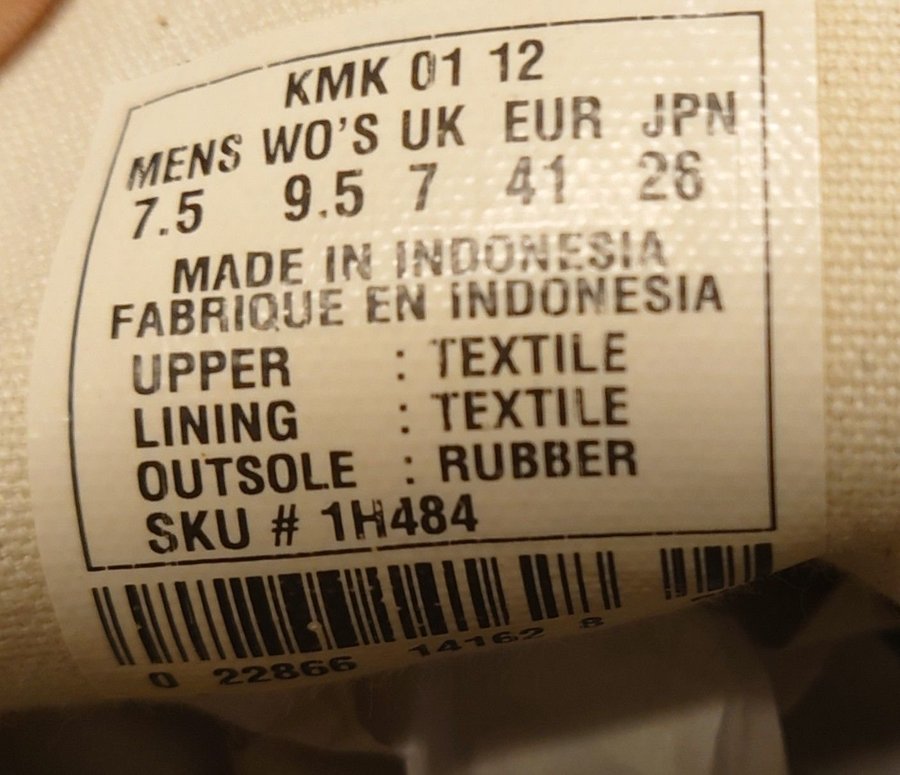 KMK 01 12
MENS WO'S UK EUR JPN
7.5 9.5 7 41 26
MADE IN INDONESIA
FABRIQUE EN INDONESIA
UPPER : TEXTILE
LINING : TEXTILE
OUTSOLE : RUBBER
SKU # 1H484
0 22866 14162 8